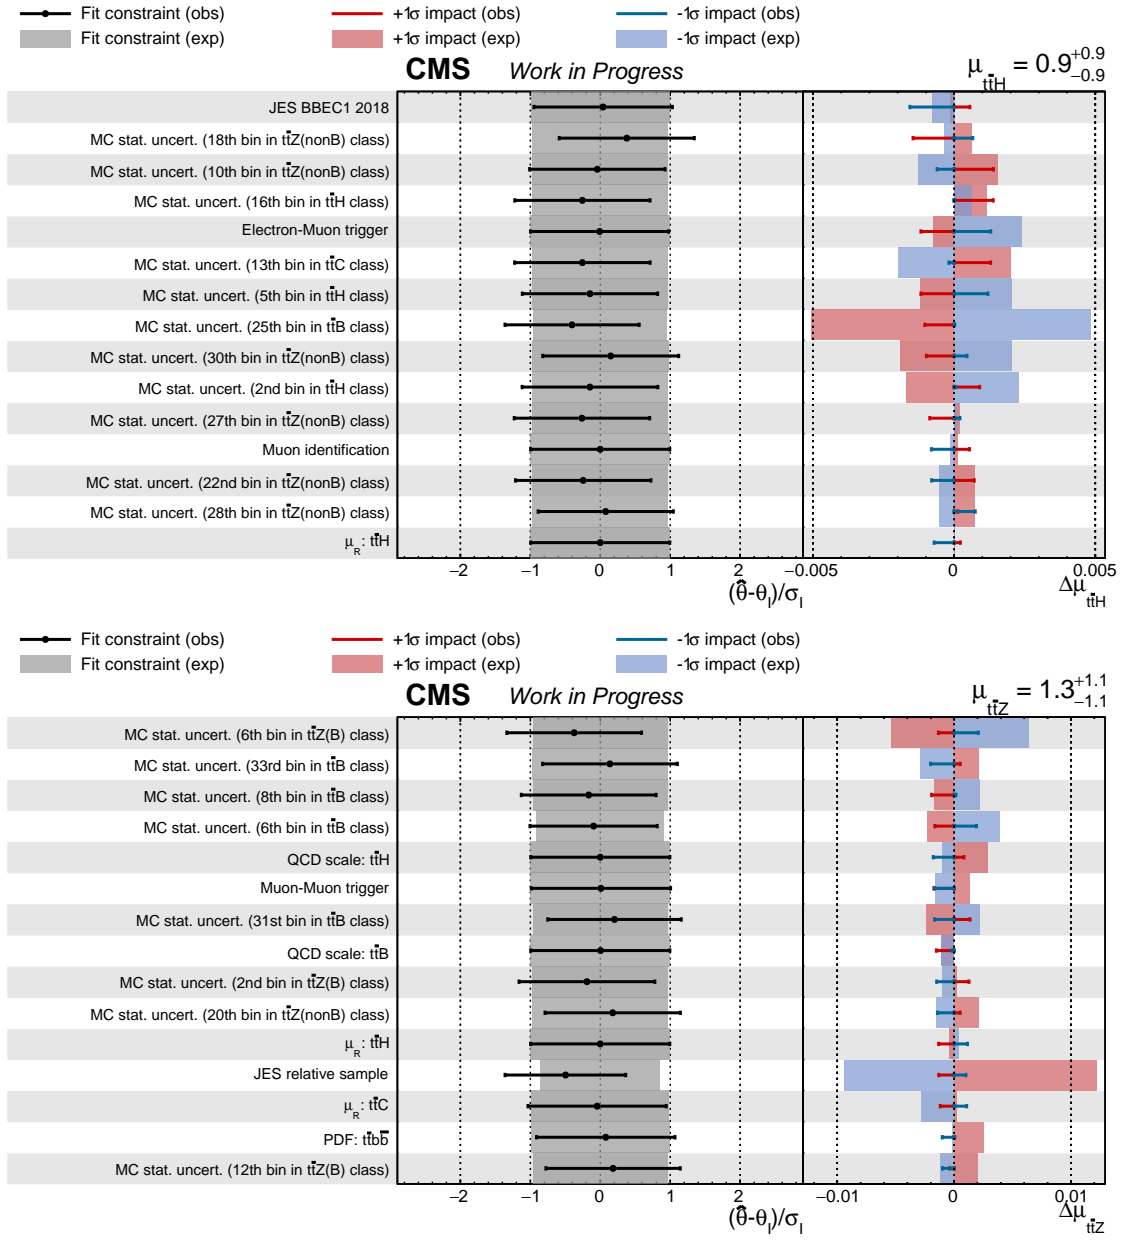 Fit constraint (obs) +1σ impact (obs) -1σ impact (obs)
Fit constraint (exp) +1σ impact (exp) -1σ impact (exp)
CMS Work in Progress μ_tt̄H = 0.9 +0.9 −0.9
JES BBEC1 2018
MC stat. uncert. (18th bin in tt̄Z(nonB) class)
MC stat. uncert. (10th bin in tt̄Z(nonB) class)
MC stat. uncert. (16th bin in tt̄H class)
Electron-Muon trigger
MC stat. uncert. (13th bin in tt̄C class)
MC stat. uncert. (5th bin in tt̄H class)
MC stat. uncert. (25th bin in tt̄B class)
MC stat. uncert. (30th bin in tt̄Z(nonB) class)
MC stat. uncert. (2nd bin in tt̄H class)
MC stat. uncert. (27th bin in tt̄Z(nonB) class)
Muon identification
MC stat. uncert. (22nd bin in tt̄Z(nonB) class)
MC stat. uncert. (28th bin in tt̄Z(nonB) class)
μ_R: tt̄H
−2 −1 0 1 2 −0.005 0 0.005
(θ̂-θ_I)/σ_I Δμ_tt̄H
Fit constraint (obs) +1σ impact (obs) -1σ impact (obs)
Fit constraint (exp) +1σ impact (exp) -1σ impact (exp)
CMS Work in Progress μ_tt̄Z = 1.3 +1.1 −1.1
MC stat. uncert. (6th bin in tt̄Z(B) class)
MC stat. uncert. (33rd bin in tt̄B class)
MC stat. uncert. (8th bin in tt̄B class)
MC stat. uncert. (6th bin in tt̄B class)
QCD scale: tt̄H
Muon-Muon trigger
MC stat. uncert. (31st bin in tt̄B class)
QCD scale: tt̄B
MC stat. uncert. (2nd bin in tt̄Z(B) class)
MC stat. uncert. (20th bin in tt̄Z(nonB) class)
μ_R: tt̄H
JES relative sample
μ_R: tt̄C
PDF: tt̄bb̄
MC stat. uncert. (12th bin in tt̄Z(B) class)
−2 −1 0 1 2 −0.01 0 0.01
(θ̂-θ_I)/σ_I Δμ_tt̄Z